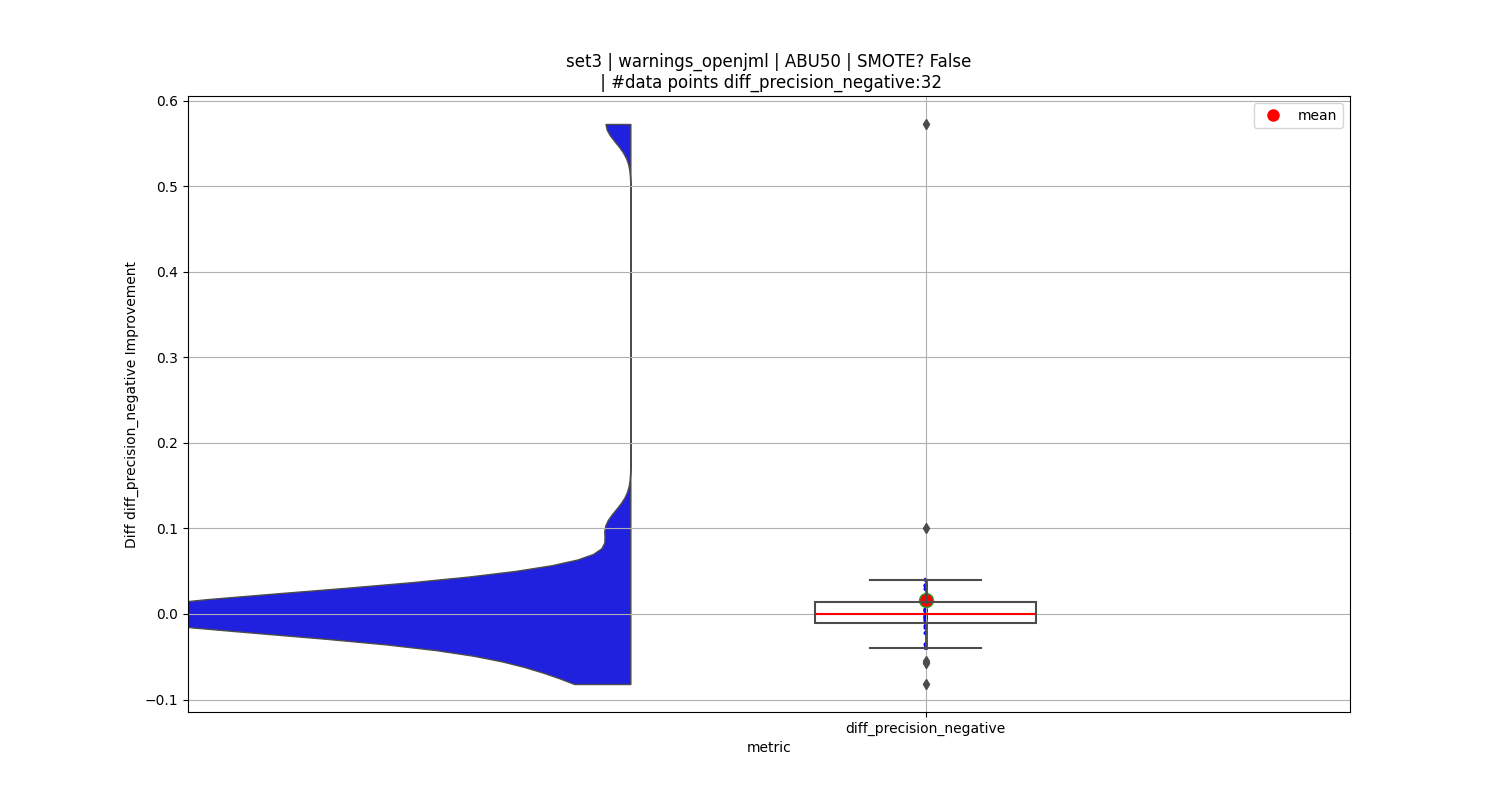 set3 | warnings_openjml | ABU50 | SMOTE? False
| #data points diff_precision_negative:32
mean
0.6
0.5
0.4
0.3
0.2
0.1
0.0
−0.1
Diff diff_precision_negative Improvement
diff_precision_negative
metric